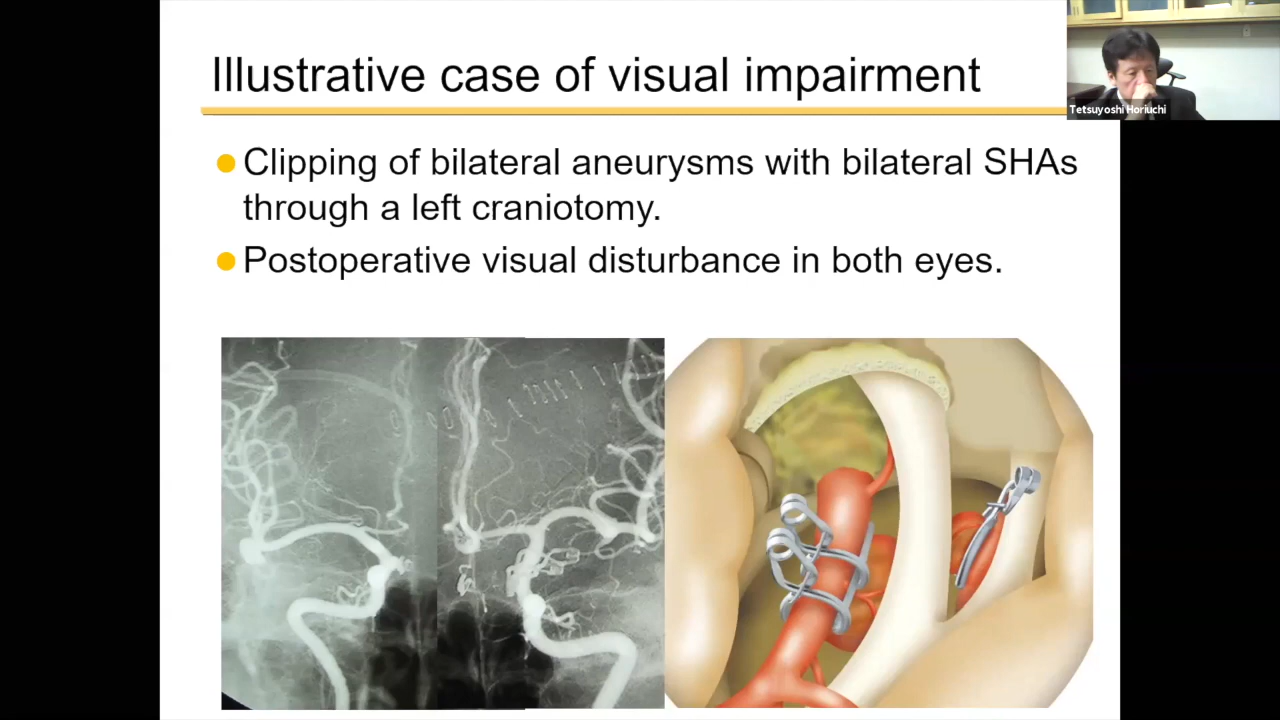 Illustrative case of visual impairment
Tetsuyoshi Horiuchi
Clipping of bilateral aneurysms with bilateral SHAs
through a left craniotomy.
Postoperative visual disturbance in both eyes.